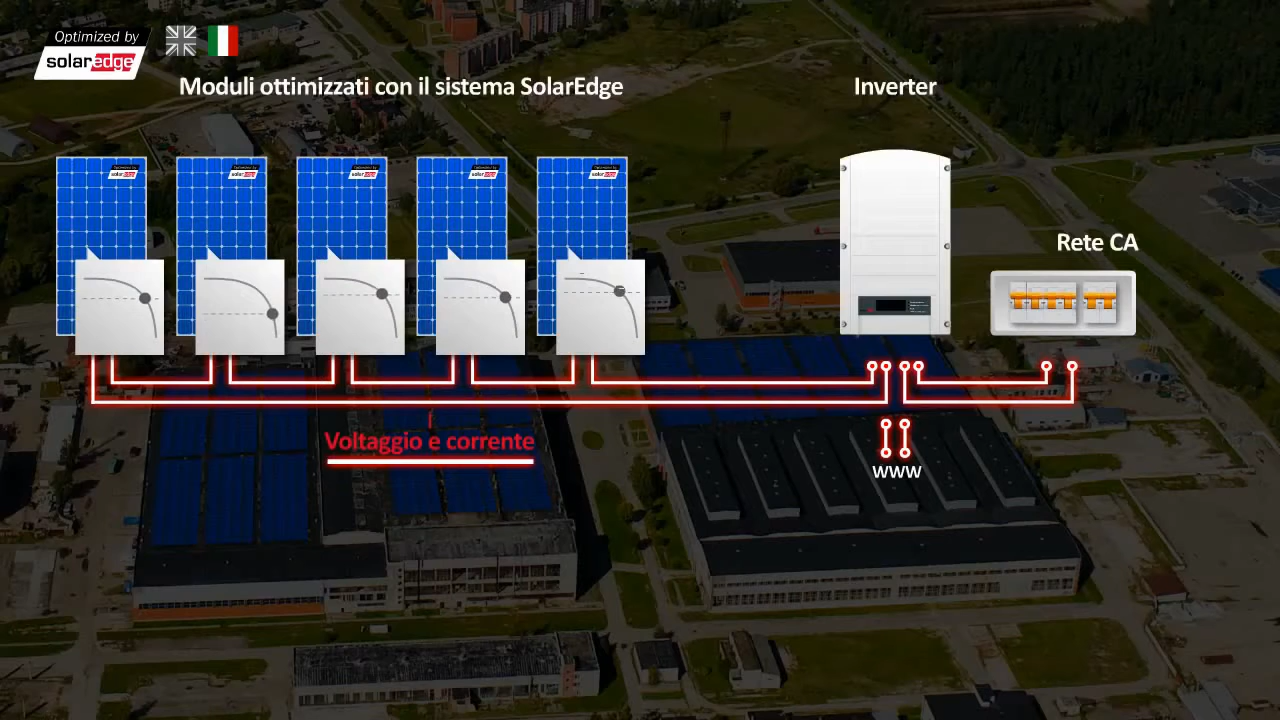 Optimized by
solaredge
Moduli ottimizzati con il sistema SolarEdge
Inverter
Rete CA
Voltaggio e corrente
www